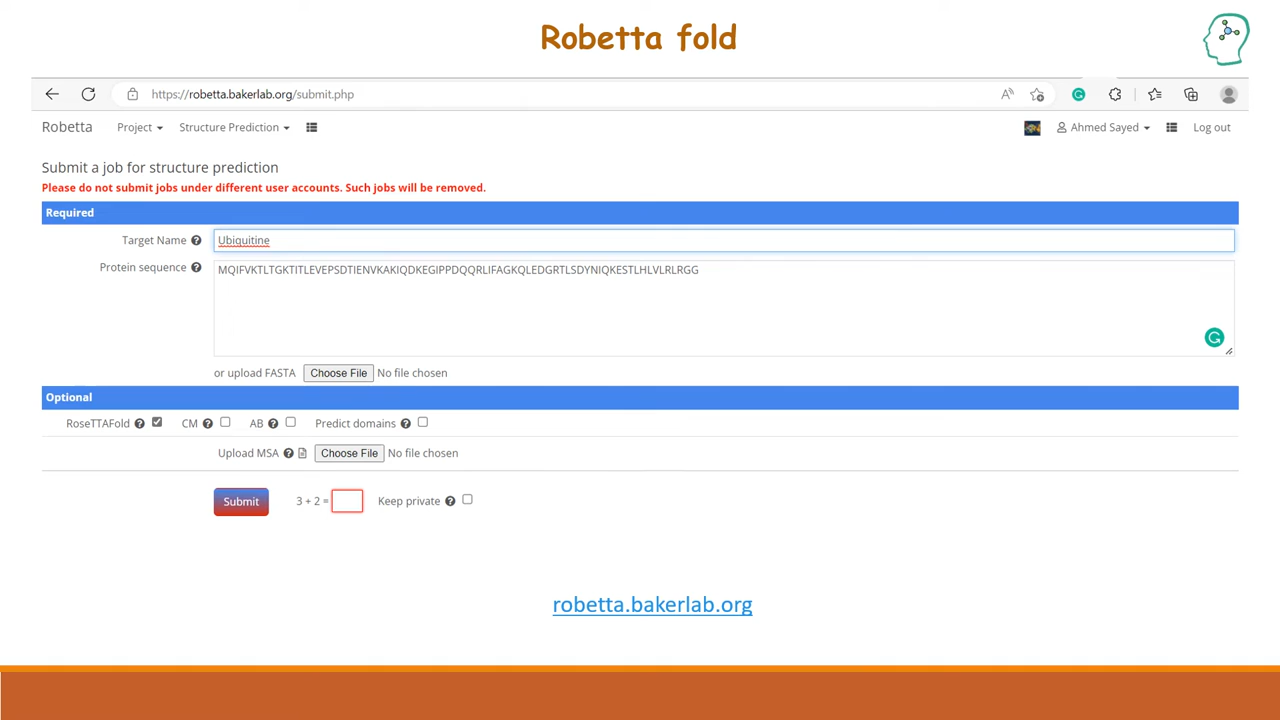 Robetta fold
https://robetta.bakerlab.org/submit.php
Robetta Project Structure Prediction Ahmed Sayed Log out
Submit a job for structure prediction
Please do not submit jobs under different user accounts. Such jobs will be removed.
Required
Target Name Ubiquitine
Protein sequence MQIFVKTLTGKTITLEVEPSDTIENVKAKIQDKEGIPPDQQRLIFAGKQLEDGRTLSDYNIQKESTLHLVLRLRGG
or upload FASTA Choose File No file chosen
Optional
RoseTTAFold CM AB Predict domains
Upload MSA Choose File No file chosen
Submit 3 + 2 = Keep private
robetta.bakerlab.org